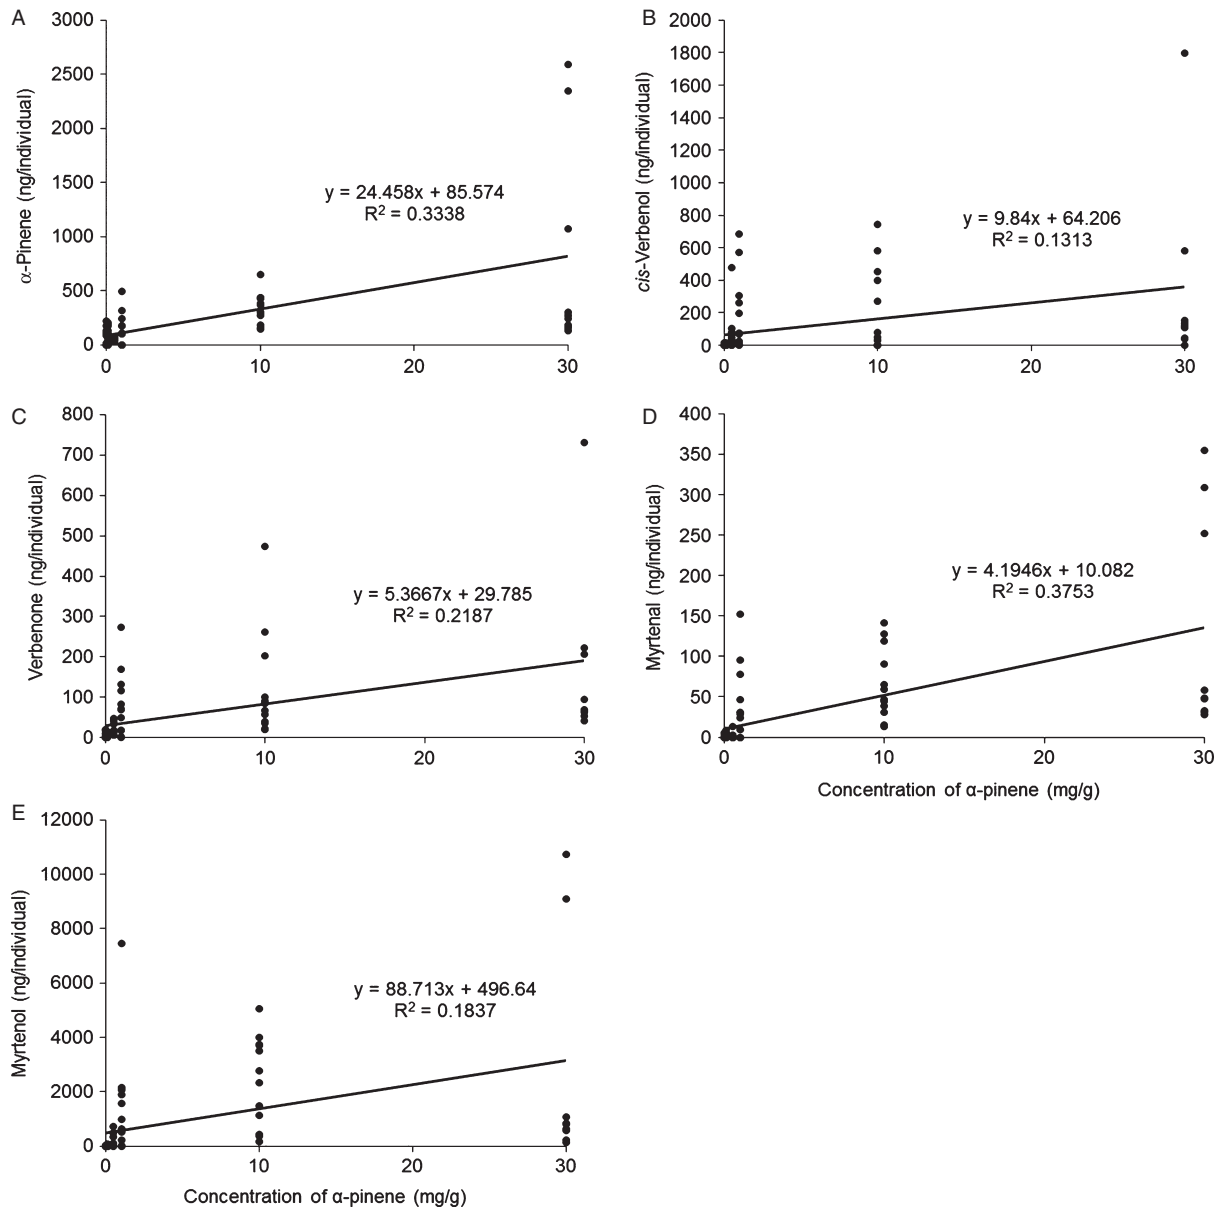 A
3000
2500
2000
1500
1000
500
0
α-Pinene (ng/individual)
y = 24.458x + 85.574
R² = 0.3338
0 10 20 30
B
2000
1800
1600
1400
1200
1000
800
600
400
200
0
cis-Verbenol (ng/individual)
y = 9.84x + 64.206
R² = 0.1313
0 10 20 30
C
800
700
600
500
400
300
200
100
0
Verbenone (ng/individual)
y = 5.3667x + 29.785
R² = 0.2187
0 10 20 30
D
400
350
300
250
200
150
100
50
0
Myrtenal (ng/individual)
y = 4.1946x + 10.082
R² = 0.3753
0 10 20 30
Concentration of α-pinene (mg/g)
E
12000
10000
8000
6000
4000
2000
0
Myrtenol (ng/individual)
y = 88.713x + 496.64
R² = 0.1837
0 10 20 30
Concentration of α-pinene (mg/g)